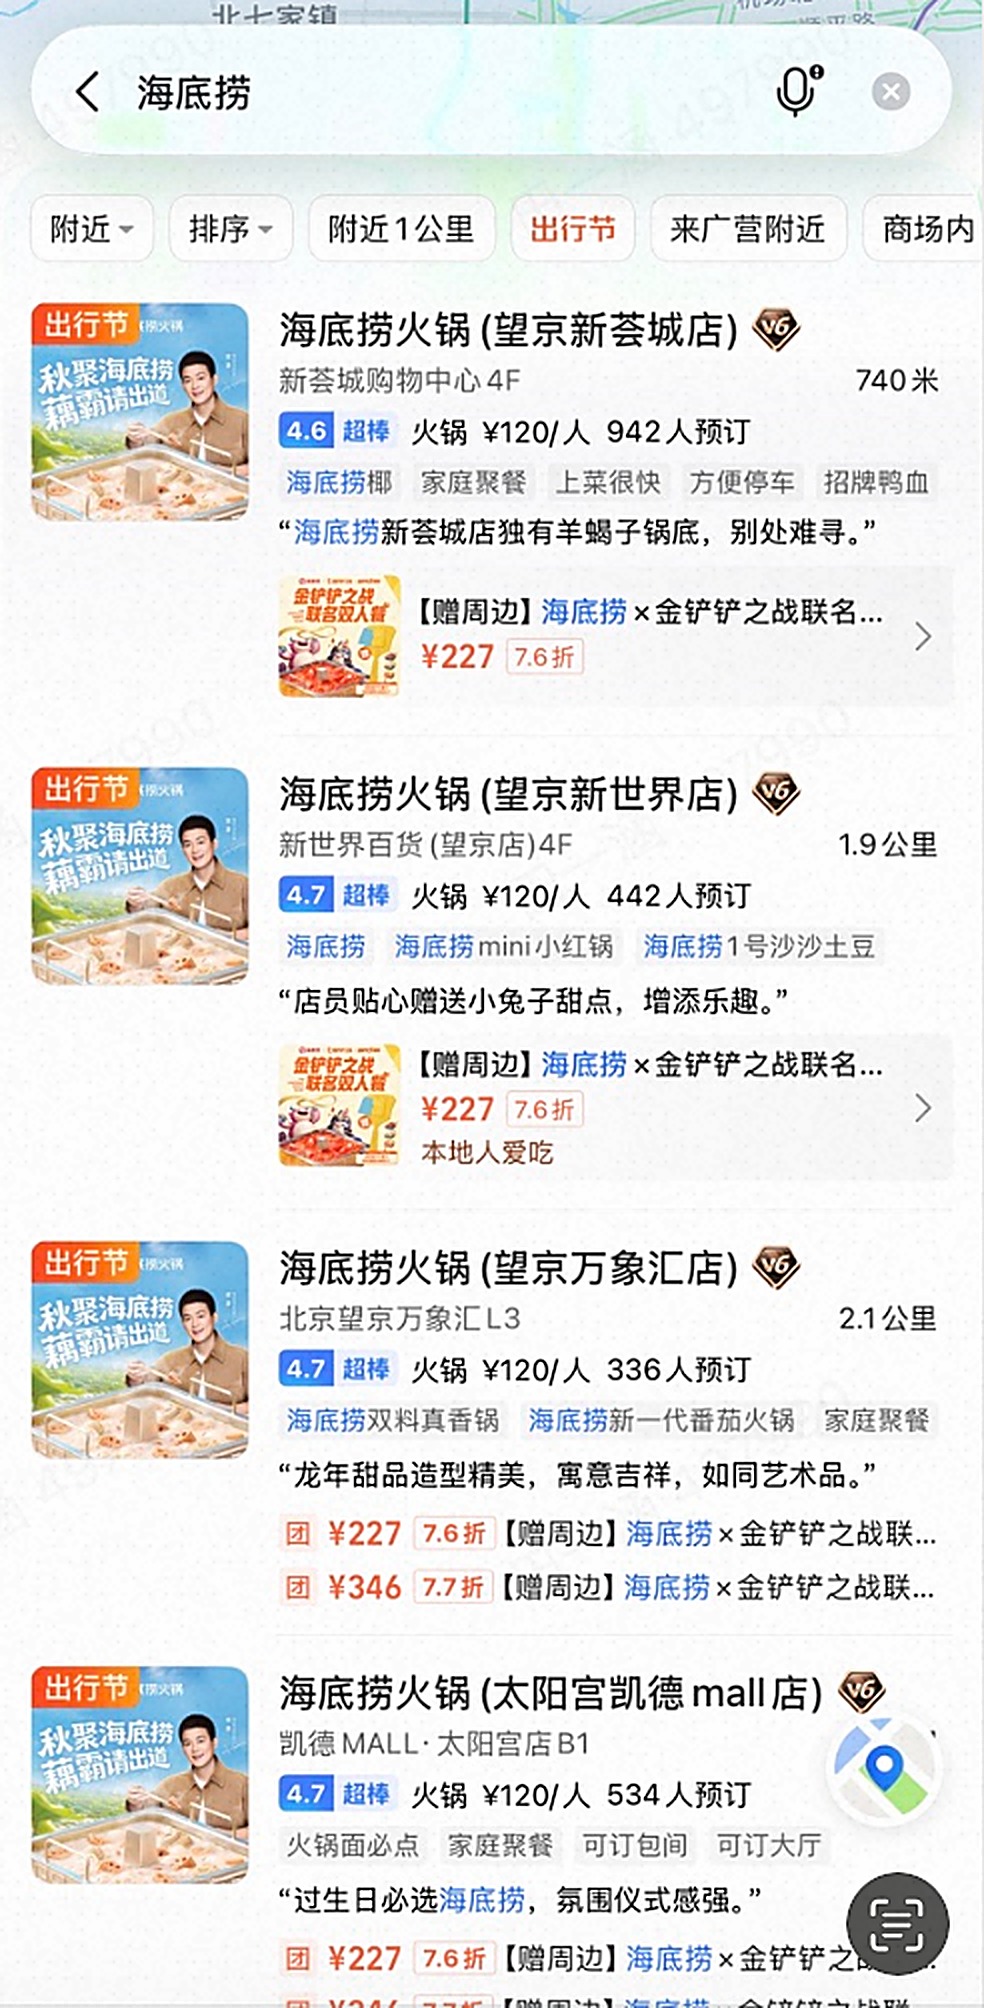 北七家镇
海底捞
附近
排序
附近1公里
出行节
来广营附近
商场内
出行节
秋聚海底捞
藕霸请出道
海底捞火锅(望京新荟城店)
V6
新荟城购物中心4F
740米
4.6 超棒 火锅 ¥120/人 942人预订
海底捞椰 家庭聚餐 上菜很快 方便停车 招牌鸭血
“海底捞新荟城店独有羊蝎子锅底，别处难寻。”
金铲铲之战
联名双人餐
【赠周边】海底捞×金铲铲之战联名...
¥227 7.6折
出行节
秋聚海底捞
藕霸请出道
海底捞火锅(望京新世界店)
V6
新世界百货(望京店)4F
1.9公里
4.7 超棒 火锅 ¥120/人 442人预订
海底捞 海底捞mini小红锅 海底捞1号沙沙土豆
“店员贴心赠送小兔子甜点，增添乐趣。”
金铲铲之战
联名双人餐
【赠周边】海底捞×金铲铲之战联名...
¥227 7.6折
本地人爱吃
出行节
秋聚海底捞
藕霸请出道
海底捞火锅(望京万象汇店)
V6
北京望京万象汇L3
2.1公里
4.7 超棒 火锅 ¥120/人 336人预订
海底捞双料真香锅 海底捞新一代番茄火锅 家庭聚餐
“龙年甜品造型精美，寓意吉祥，如同艺术品。”
团 ¥227 7.6折 【赠周边】海底捞×金铲铲之战联...
团 ¥346 7.7折 【赠周边】海底捞×金铲铲之战联...
出行节
秋聚海底捞
藕霸请出道
海底捞火锅(太阳宫凯德mall店)
V6
凯德MALL·太阳宫店B1
4.7 超棒 火锅 ¥120/人 534人预订
火锅面必点 家庭聚餐 可订包间 可订大厅
“过生日必选海底捞，氛围仪式感强。”
团 ¥227 7.6折 【赠周边】海底捞×金铲铲之